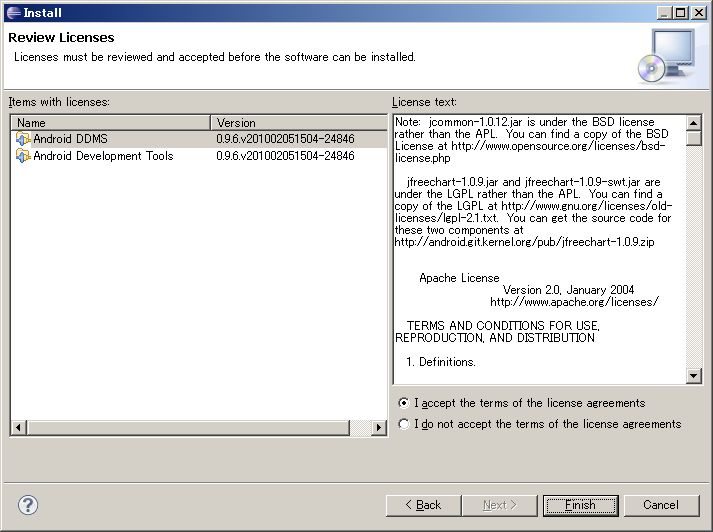 Install
Review Licenses
Licenses must be reviewed and accepted before the software can be installed.
Items with licenses:
Name Version
Android DDMS 0.9.6.v201002051504-24846
Android Development Tools 0.9.6.v201002051504-24846
License text:
Note: jcommon-1.0.12.jar is under the BSD license
rather than the APL. You can find a copy of the BSD
License at http://www.opensource.org/licenses/bsd-
license.php
jfreechart-1.0.9.jar and jfreechart-1.0.9-swt.jar are
under the LGPL rather than the APL. You can find a
copy of the LGPL at http://www.gnu.org/licenses/old-
licenses/lgpl-2.1.txt. You can get the source code for
these two components at
http://android.git.kernel.org/pub/jfreechart-1.0.9.zip
Apache License
Version 2.0, January 2004
http://www.apache.org/licenses/
TERMS AND CONDITIONS FOR USE,
REPRODUCTION, AND DISTRIBUTION
1. Definitions.
I accept the terms of the license agreements
I do not accept the terms of the license agreements
?
< Back
Next >
Finish
Cancel